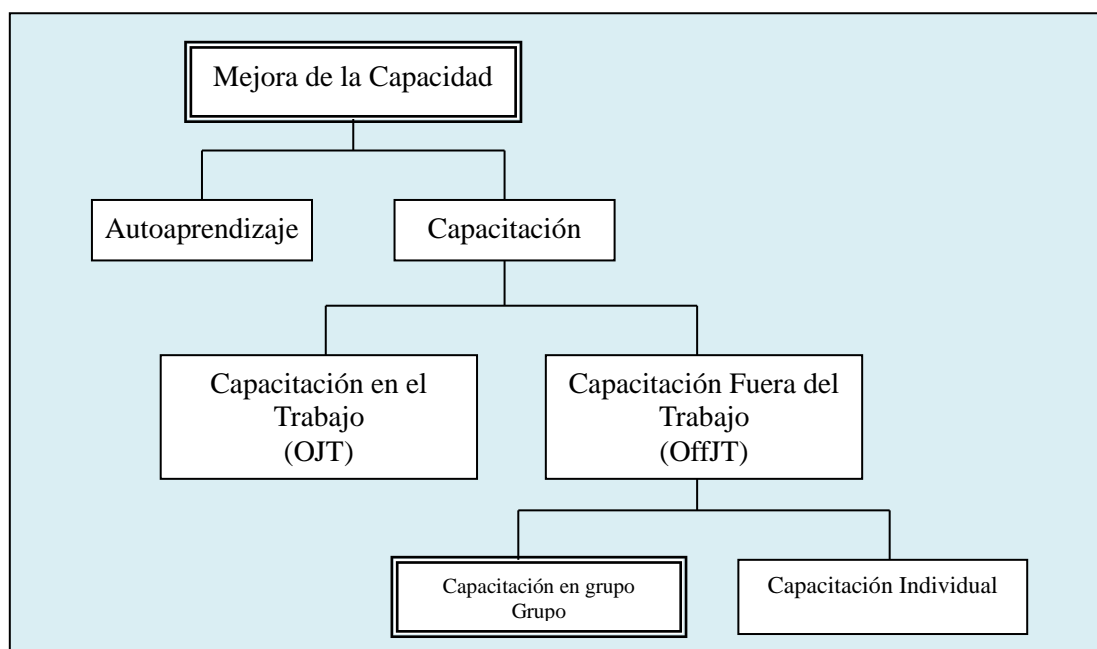 Mejora de la Capacidad
Autoaprendizaje
Capacitación
Capacitación en el
Trabajo
(OJT)
Capacitación Fuera del
Trabajo
(OffJT)
Capacitación en grupo
Grupo
Capacitación Individual